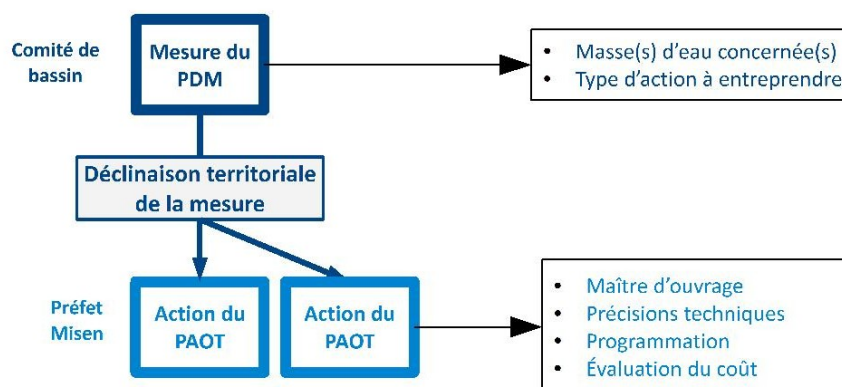 Comité de
bassin
Mesure du
PDM
• Masse(s) d'eau concernée(s)
• Type d'action à entreprendre
Déclinaison territoriale
de la mesure
Préfet
Misen
Action du
PAOT
Action du
PAOT
• Maître d'ouvrage
• Précisions techniques
• Programmation
• Évaluation du coût